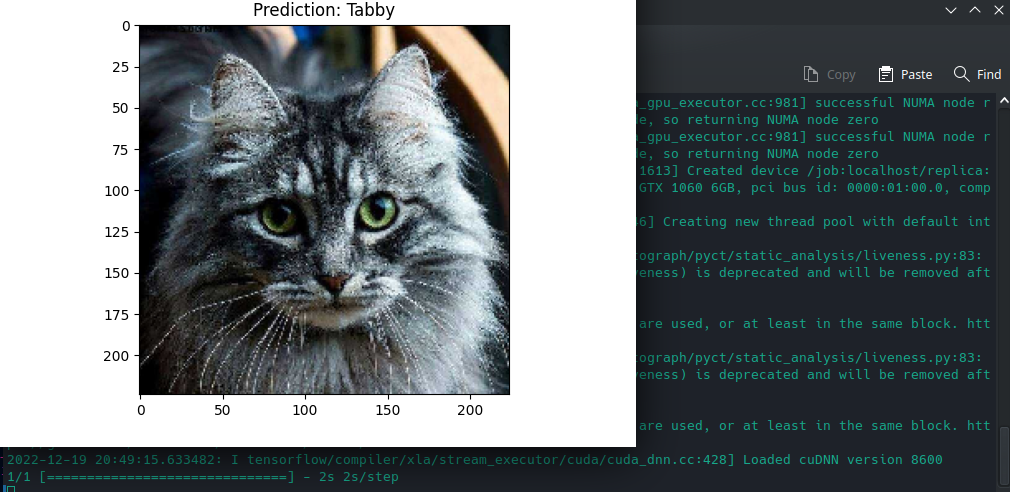 Prediction: Tabby
0
25
50
75
100
125
150
175
200
0
50
100
150
200
Copy
Paste
Find
_gpu_executor.cc:981] successful NUMA node r
e, so returning NUMA node zero
_gpu_executor.cc:981] successful NUMA node r
e, so returning NUMA node zero
1613] Created device /job:localhost/replica:
GTX 1060 6GB, pci bus id: 0000:01:00.0, comp
6] Creating new thread pool with default int
ograph/pyct/static_analysis/liveness.py:83:
eness) is deprecated and will be removed aft
are used, or at least in the same block. htt
ograph/pyct/static_analysis/liveness.py:83:
eness) is deprecated and will be removed aft
are used, or at least in the same block. htt
2022-12-19 20:49:15.633482: I tensorflow/compiler/xla/stream_executor/cuda/cuda_dnn.cc:428] Loaded cuDNN version 8600
1/1 [==============================] - 2s 2s/step